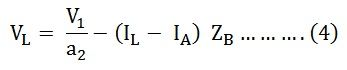 V_L = V_1/a_2 − (I_L − I_A) Z_B ... ... ... . (4)